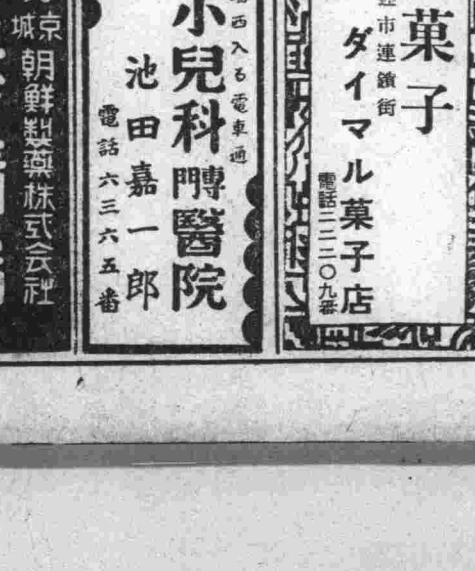 菓子
市連鎖街
ダイマル菓子店
電話二二二〇九番
西入る電車通
小兒科專門醫院
池田嘉一郎
電話六三六五番
京城
朝鮮製藥株式会社